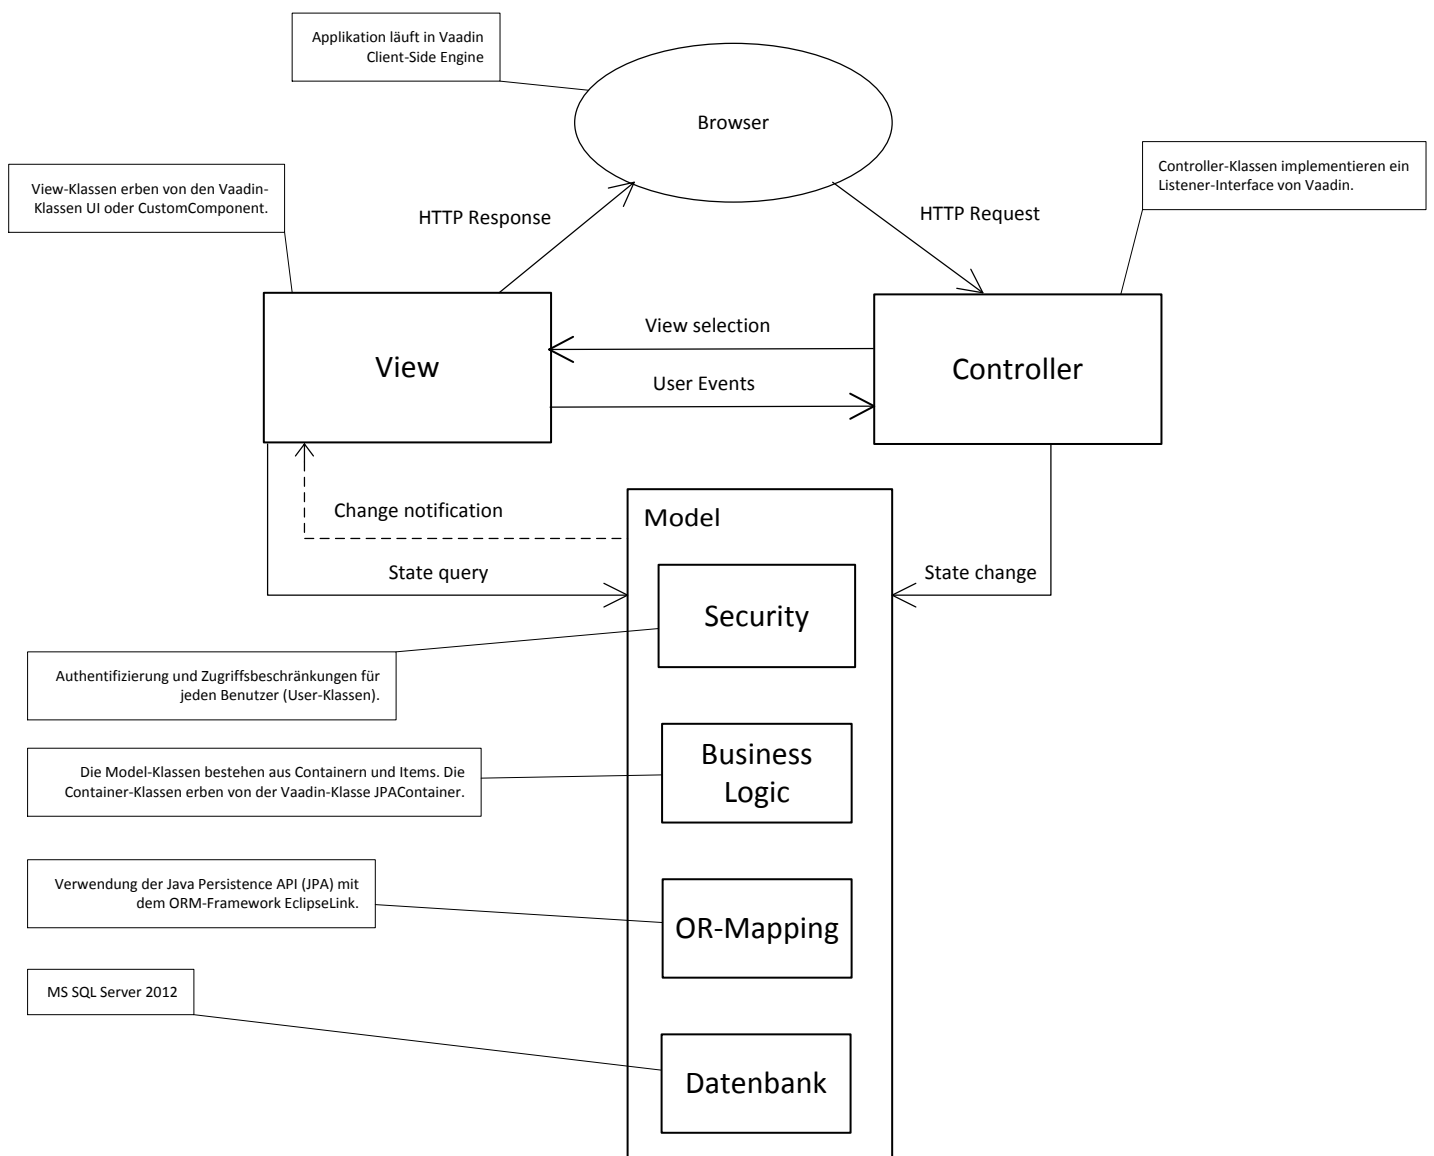 Applikation läuft in Vaadin
Client-Side Engine
Browser
View-Klassen erben von den Vaadin-
Klassen UI oder CustomComponent.
Controller-Klassen implementieren ein
Listener-Interface von Vaadin.
HTTP Response
HTTP Request
View selection
View
Controller
User Events
Change notification
Model
State query
State change
Security
Authentifizierung und Zugriffsbeschränkungen für
jeden Benutzer (User-Klassen).
Business
Logic
Die Model-Klassen bestehen aus Containern und Items. Die
Container-Klassen erben von der Vaadin-Klasse JPAContainer.
Verwendung der Java Persistence API (JPA) mit
dem ORM-Framework EclipseLink.
OR-Mapping
MS SQL Server 2012
Datenbank